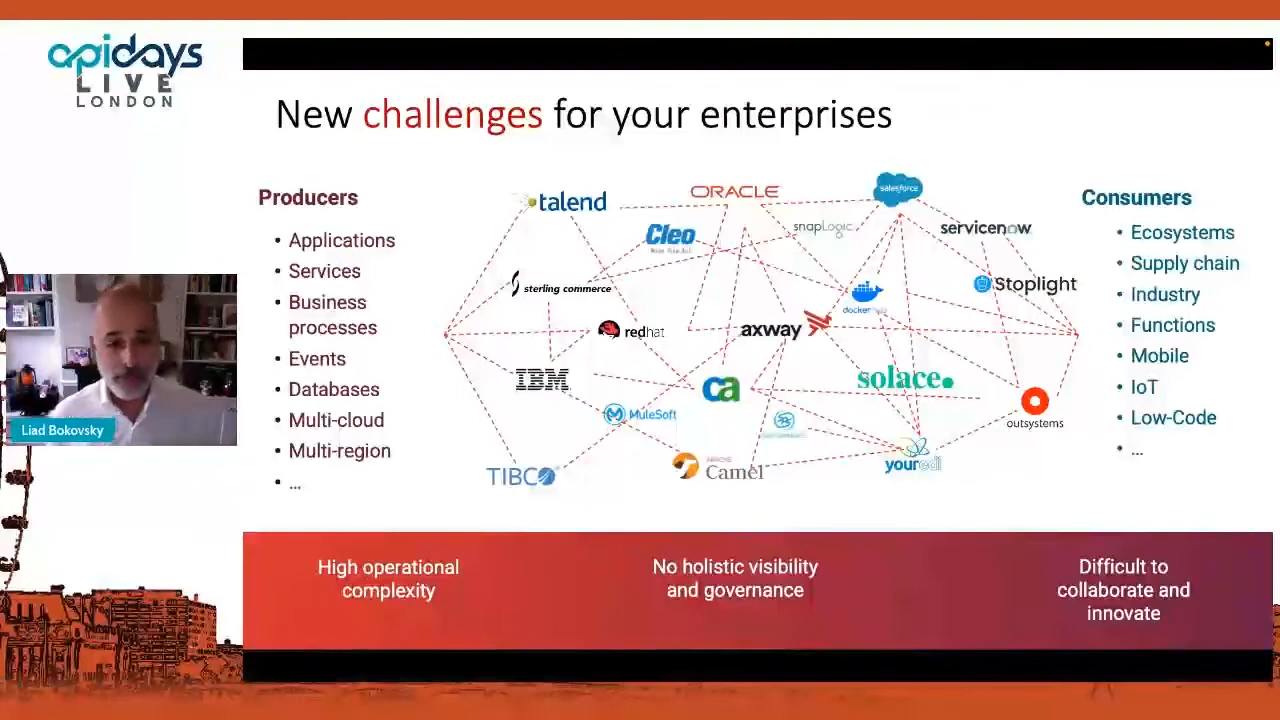 apidays
LIVE
LONDON
New challenges for your enterprises
Producers
• Applications
• Services
• Business
processes
• Events
• Databases
• Multi-cloud
• Multi-region
• ...
talend
ORACLE
salesforce
Cleo
snapLogic
servicenow
sterling commerce
docker
Stoplight
redhat
axway
IBM
ca
solace.
MuleSoft
outsystems
TIBCO
APACHE
Camel
youredi
Consumers
• Ecosystems
• Supply chain
• Industry
• Functions
• Mobile
• IoT
• Low-Code
• ...
Liad Bokovsky
High operational
complexity
No holistic visibility
and governance
Difficult to
collaborate and
innovate